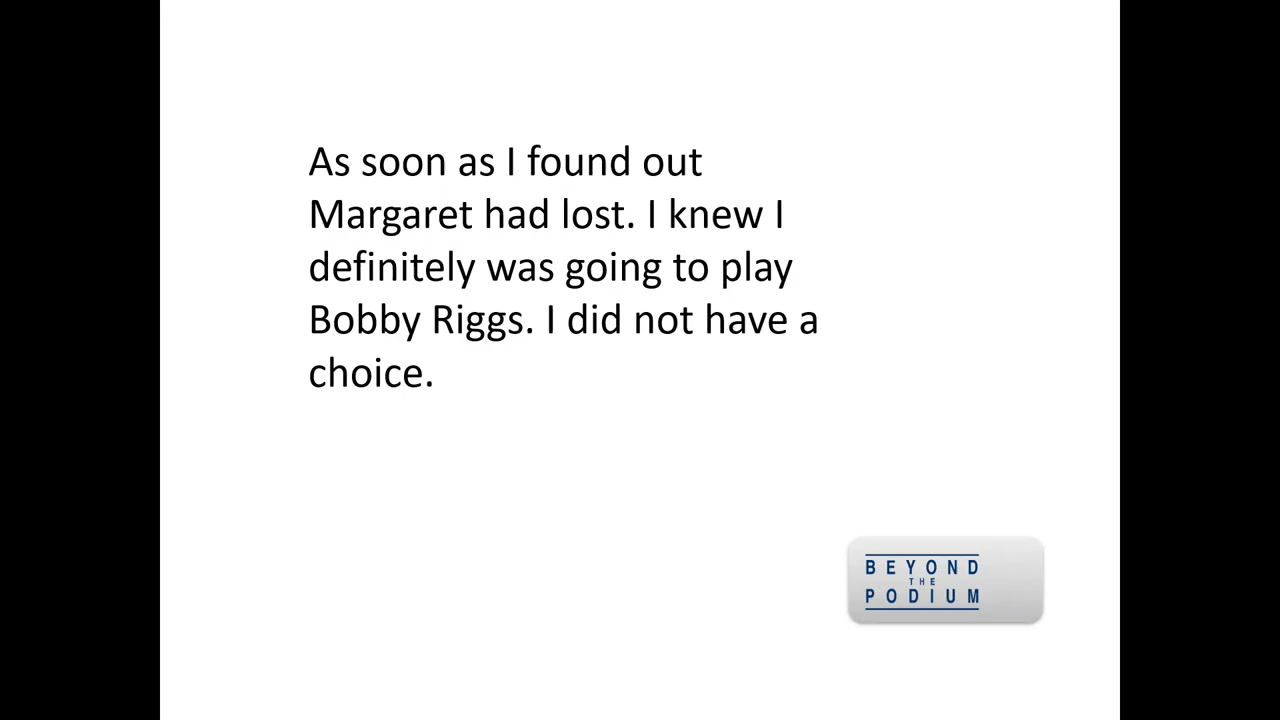 As soon as I found out
Margaret had lost. I knew I
definitely was going to play
Bobby Riggs. I did not have a
choice.
BEYOND
THE
PODIUM